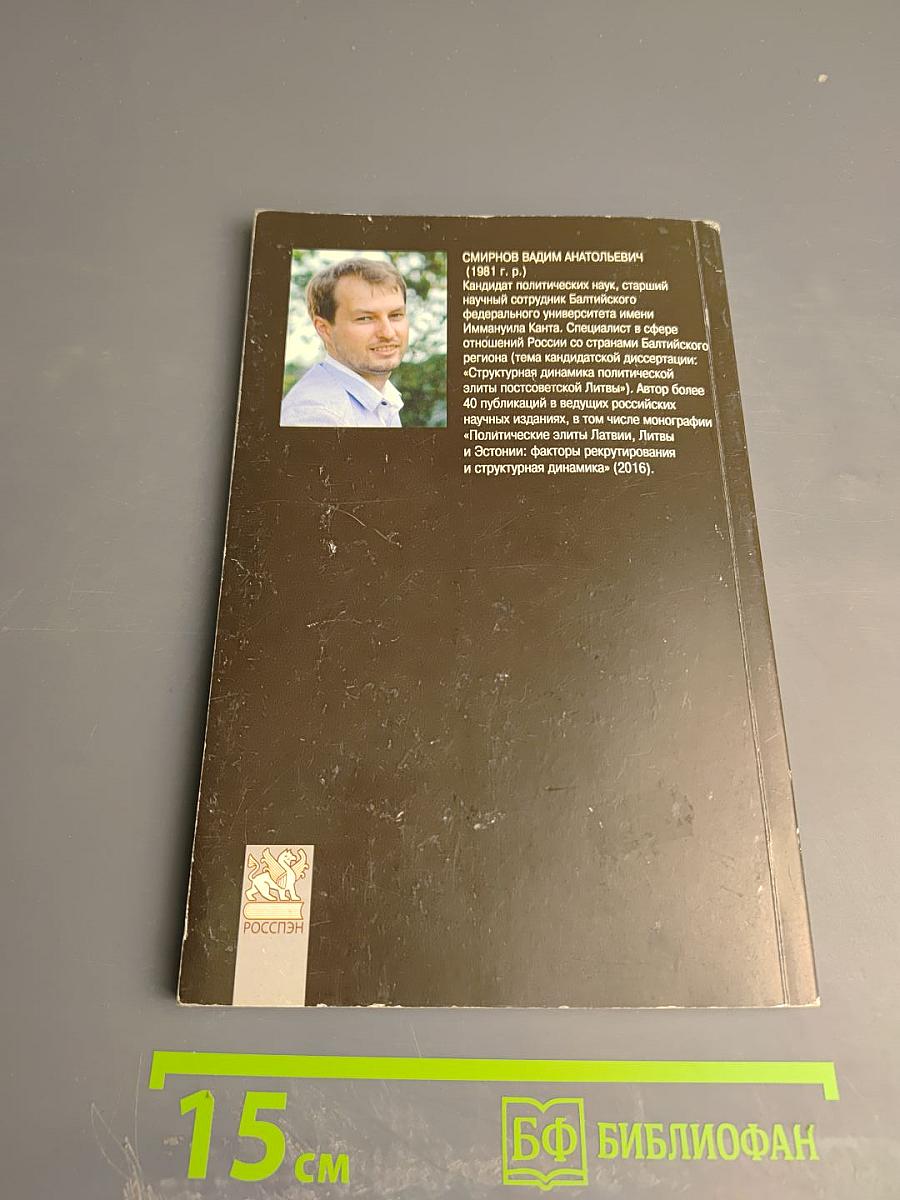 СМИРНОВ ВАДИМ АНАТОЛЬЕВИЧ
(1981 г. р.)
Кандидат политических наук, старший
научный сотрудник Балтийского
федерального университета имени
Иммануила Канта. Специалист в сфере
отношений России со странами Балтийского
региона (тема кандидатской диссертации:
«Структурная динамика политической
элиты постсоветской Литвы»). Автор более
40 публикаций в ведущих российских
научных изданиях, в том числе монографии
«Политические элиты Латвии, Литвы
и Эстонии: факторы рекрутирования
и структурная динамика» (2016).
РОССПЭН
15 см
БФ БИБЛИОФАН